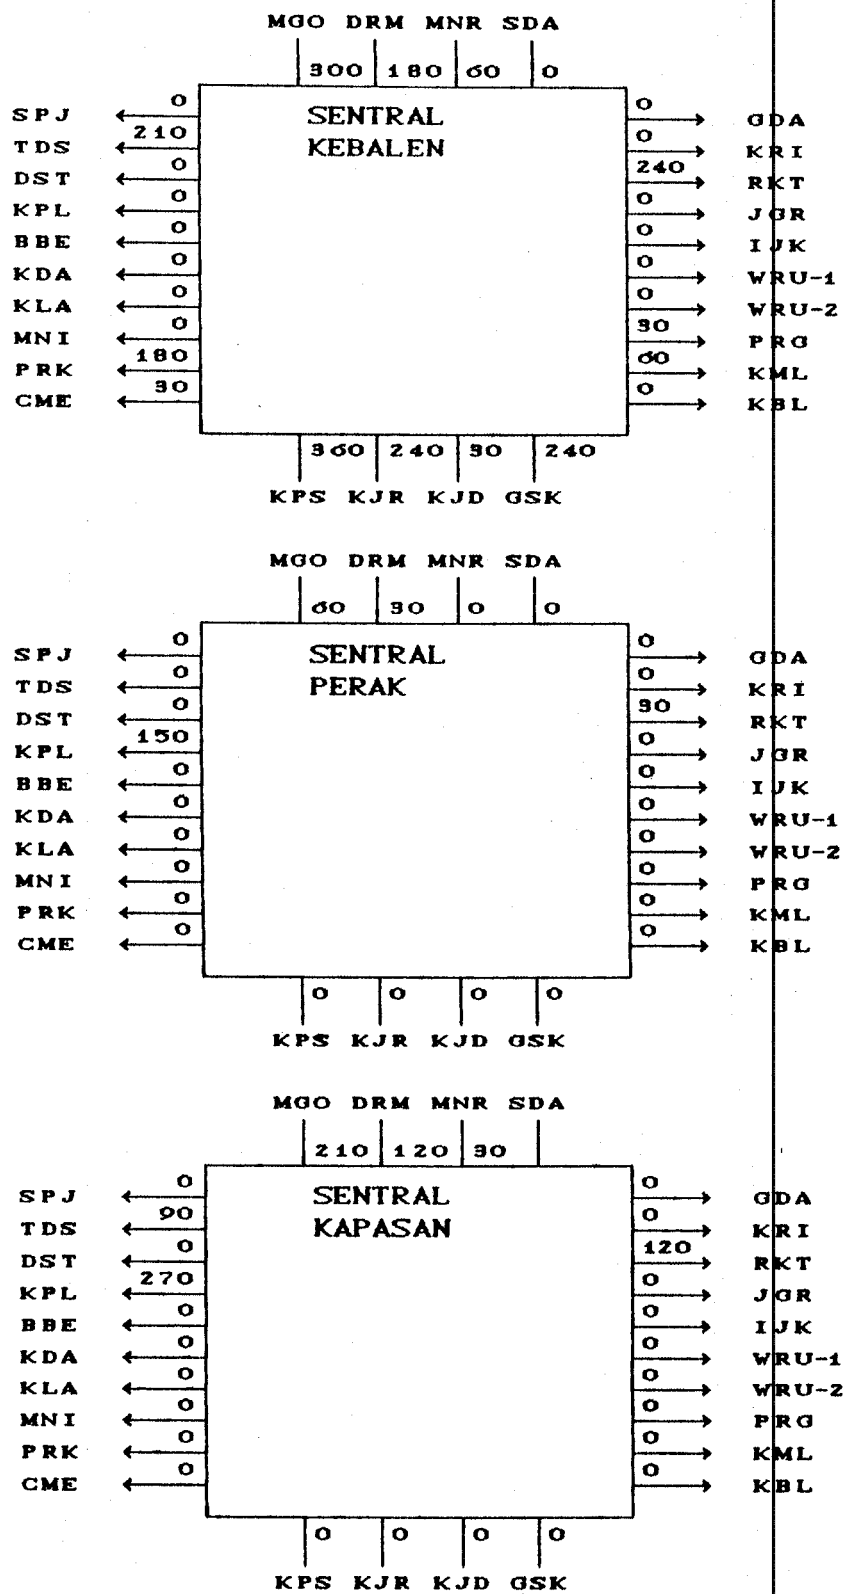 MGO DRM MNR SDA
300 180 60 0
SENTRAL
KEBALEN
SPJ 0 0 GDA
TDS 210 0 KRI
DST 0 240 RKT
KPL 0 0 JGR
BBE 0 0 IJK
KDA 0 0 WRU-1
KLA 0 0 WRU-2
MNI 0 30 PRG
PRK 180 60 KML
CME 30 0 KBL
360 240 30 240
KPS KJR KJD GSK
MGO DRM MNR SDA
60 30 0 0
SENTRAL
PERAK
SPJ 0 0 GDA
TDS 0 0 KRI
DST 0 30 RKT
KPL 150 0 JGR
BBE 0 0 IJK
KDA 0 0 WRU-1
KLA 0 0 WRU-2
MNI 0 0 PRG
PRK 0 0 KML
CME 0 0 KBL
0 0 0 0
KPS KJR KJD GSK
MGO DRM MNR SDA
210 120 30
SENTRAL
KAPASAN
SPJ 0 0 GDA
TDS 90 0 KRI
DST 0 120 RKT
KPL 270 0 JGR
BBE 0 0 IJK
KDA 0 0 WRU-1
KLA 0 0 WRU-2
MNI 0 0 PRG
PRK 0 0 KML
CME 0 0 KBL
0 0 0 0
KPS KJR KJD GSK